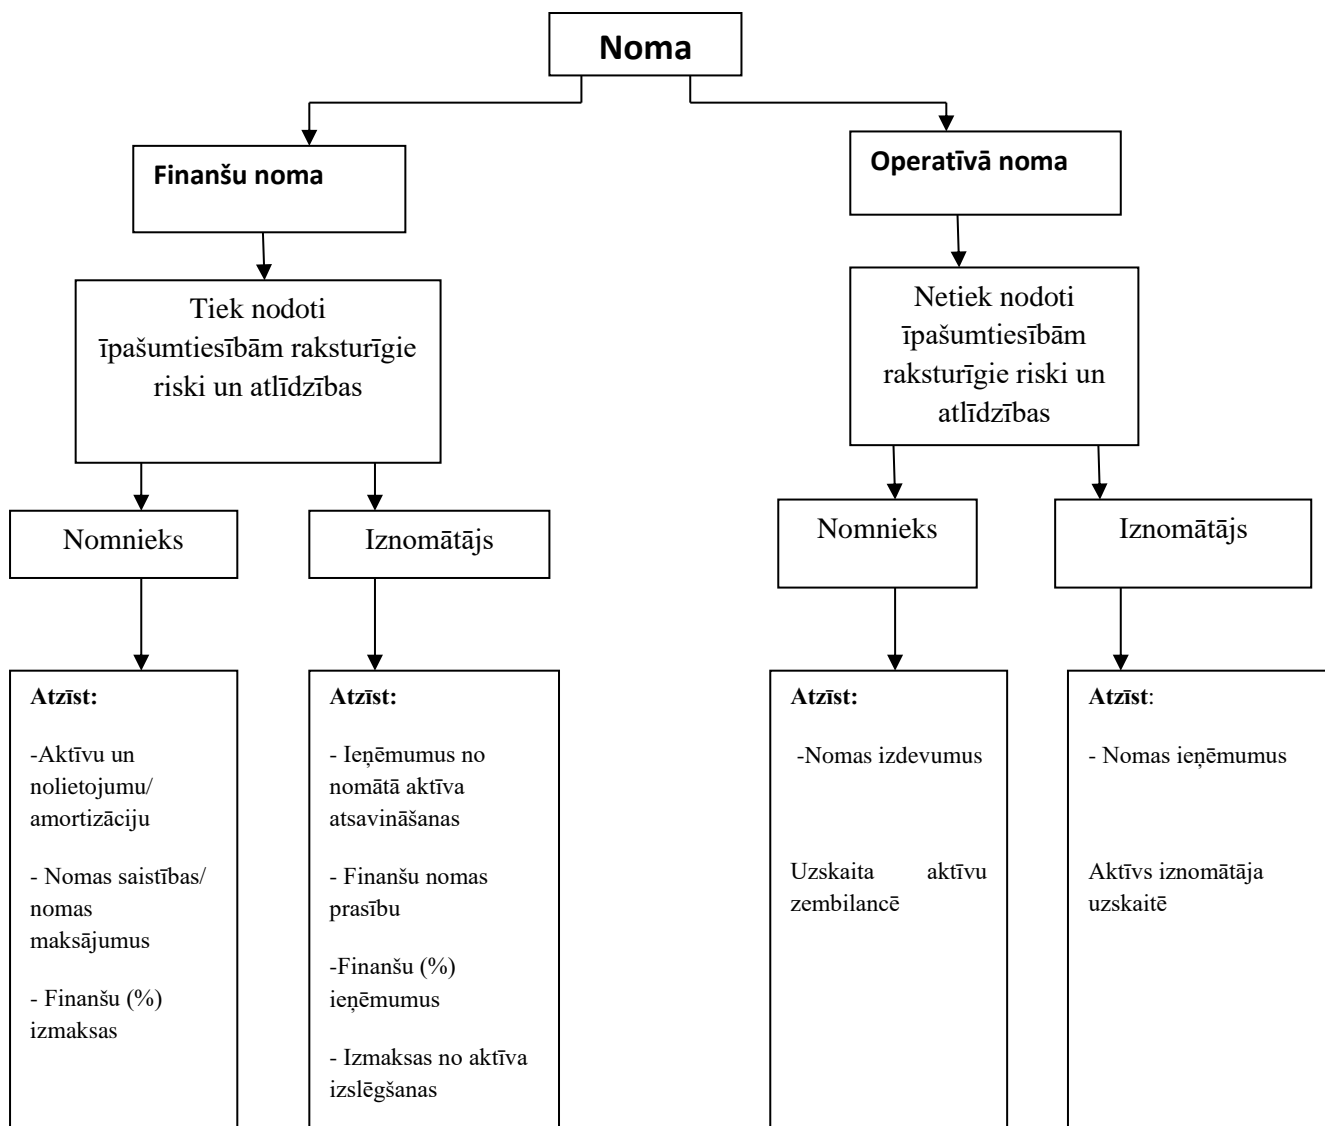 Noma
Finanšu noma
Operatīvā noma
Tiek nodoti
īpašumtiesībām raksturīgie
riski un atlīdzības
Netiek nodoti
īpašumtiesībām
raksturīgie riski un
atlīdzības
Nomnieks
Iznomātājs
Nomnieks
Iznomātājs
Atzīst:
-Aktīvu un
nolietojumu/
amortizāciju
- Nomas saistības/
nomas
maksājumus
- Finanšu (%)
izmaksas
Atzīst:
- Ieņēmumus no
nomātā aktīva
atsavināšanas
- Finanšu nomas
prasību
-Finanšu (%)
ieņēmumus
- Izmaksas no aktīva
izslēgšanas
Atzīst:
-Nomas izdevumus
Uzskaita aktīvu
zembilancē
Atzīst:
- Nomas ieņēmumus
Aktīvs iznomātāja
uzskaitē